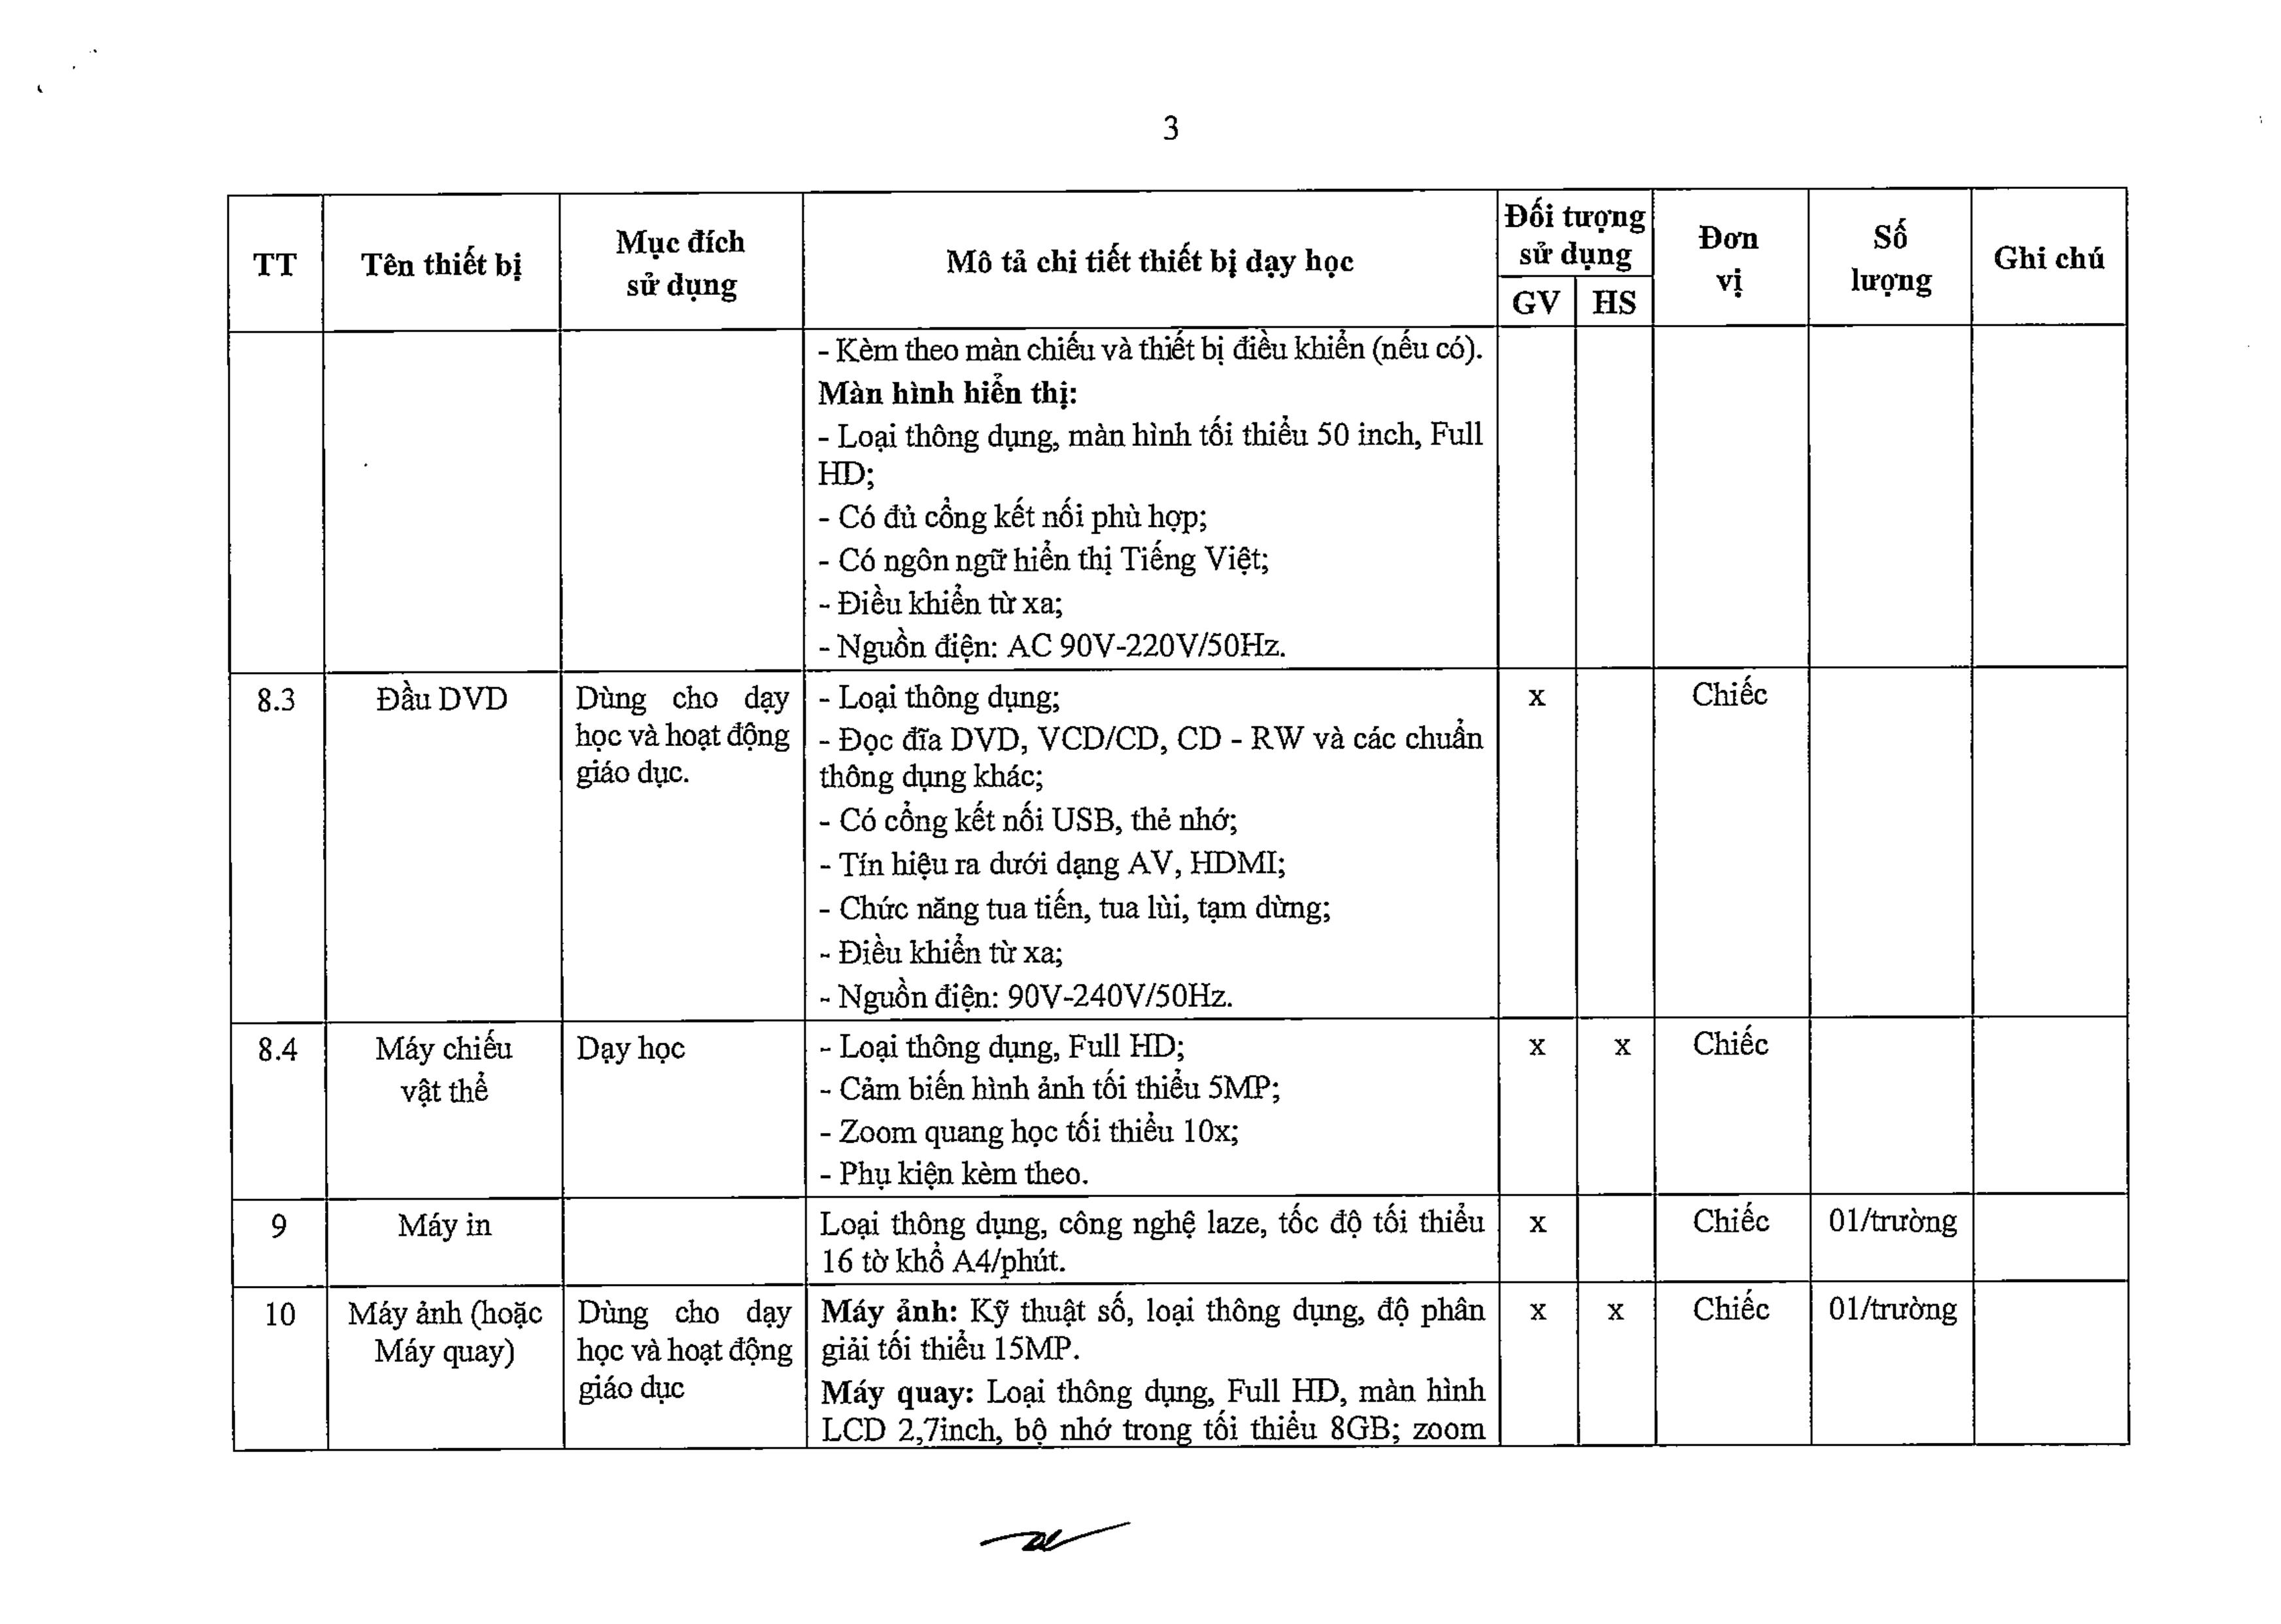 3
TT
Tên thiết bị
Mục đích
sử dụng
Mô tả chi tiết thiết bị dạy học
Đối tượng
sử dụng
GV HS
Đơn
vị
Số
lượng
Ghi chú
- Kèm theo màn chiếu và thiết bị điều khiển (nếu có).
Màn hình hiển thị:
- Loại thông dụng, màn hình tối thiểu 50 inch, Full
HD;
- Có đủ cổng kết nối phù hợp;
- Có ngôn ngữ hiển thị Tiếng Việt;
- Điều khiển từ xa;
- Nguồn điện: AC 90V-220V/50Hz.
8.3
Đầu DVD
Dùng cho dạy
học và hoạt động
giáo dục.
- Loại thông dụng;
- Đọc đĩa DVD, VCD/CD, CD - RW và các chuẩn
thông dụng khác;
- Có cổng kết nối USB, thẻ nhớ;
- Tín hiệu ra dưới dạng AV, HDMI;
- Chức năng tua tiến, tua lùi, tạm dừng;
- Điều khiển từ xa;
- Nguồn điện: 90V-240V/50Hz.
x
Chiếc
8.4
Máy chiếu
vật thể
Dạy học
- Loại thông dụng, Full HD;
- Cảm biến hình ảnh tối thiểu 5MP;
- Zoom quang học tối thiểu 10x;
- Phụ kiện kèm theo.
x x
Chiếc
9
Máy in
Loại thông dụng, công nghệ laze, tốc độ tối thiểu
16 tờ khổ A4/phút.
x
Chiếc
01/trường
10
Máy ảnh (hoặc
Máy quay)
Dùng cho dạy
học và hoạt động
giáo dục
Máy ảnh: Kỹ thuật số, loại thông dụng, độ phân
giải tối thiểu 15MP.
Máy quay: Loại thông dụng, Full HD, màn hình
LCD 2,7inch, bộ nhớ trong tối thiểu 8GB; zoom
x x
Chiếc
01/trường